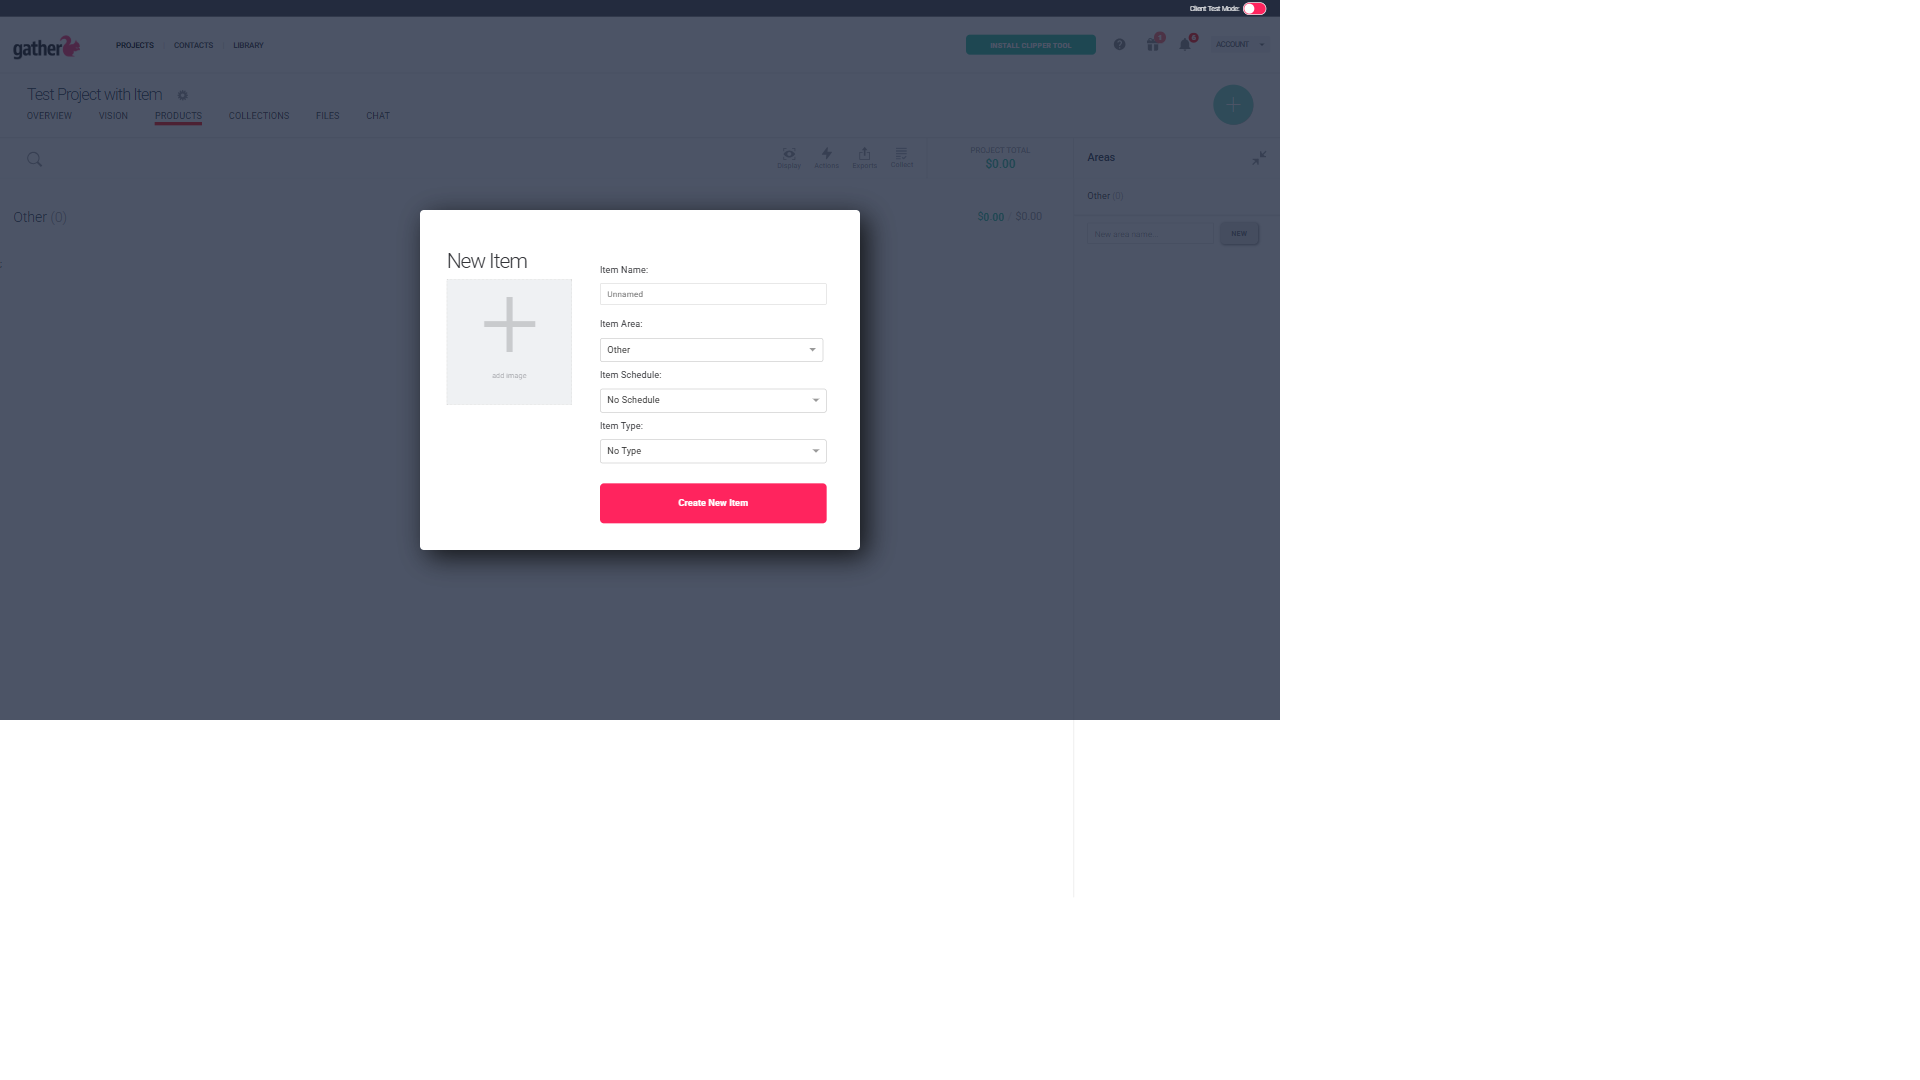 Client Test Mode:
gather
PROJECTS
CONTACTS
LIBRARY
INSTALL CLIPPER TOOL
1
6
ACCOUNT
Test Project with Item
OVERVIEW
VISION
PRODUCTS
COLLECTIONS
FILES
CHAT
Display
Actions
Exports
Collect
PROJECT TOTAL
$0.00
Areas
Other (0)
New area name...
NEW
Other (0)
$0.00 / $0.00
New Item
add image
Item Name:
Unnamed
Item Area:
Other
Item Schedule:
No Schedule
Item Type:
No Type
Create New Item